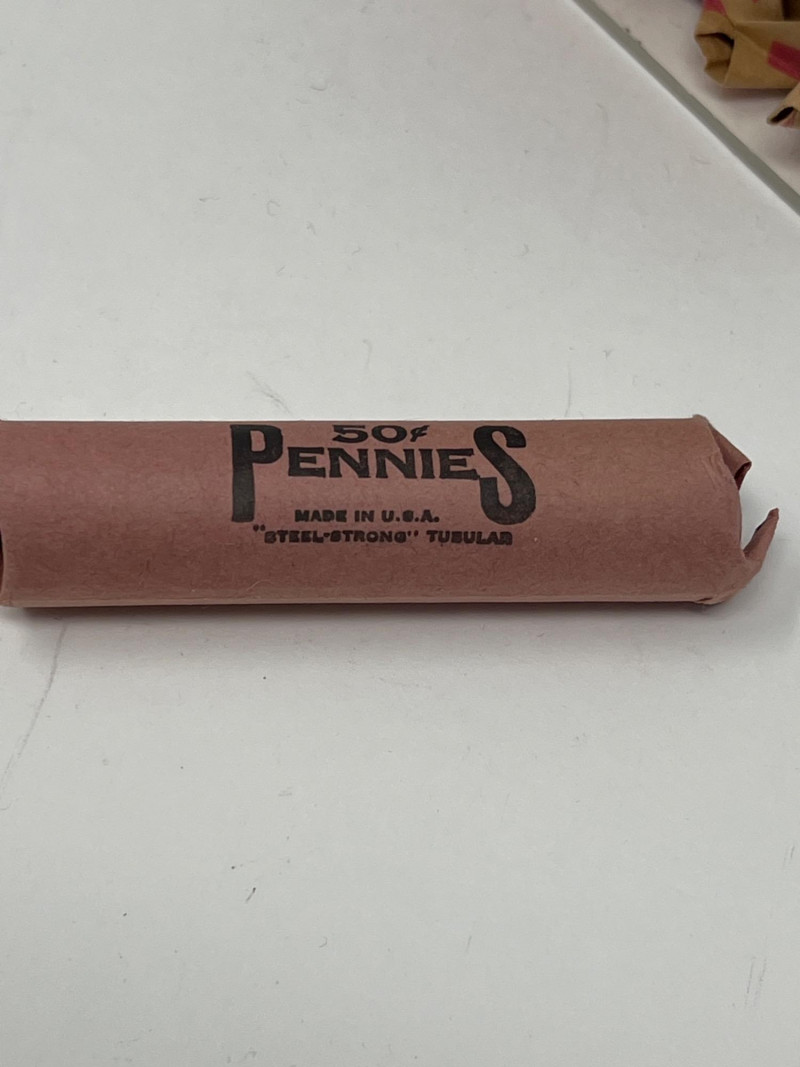 50¢
PENNIES
MADE IN U.S.A.
"STEEL-STRONG" TUBULAR